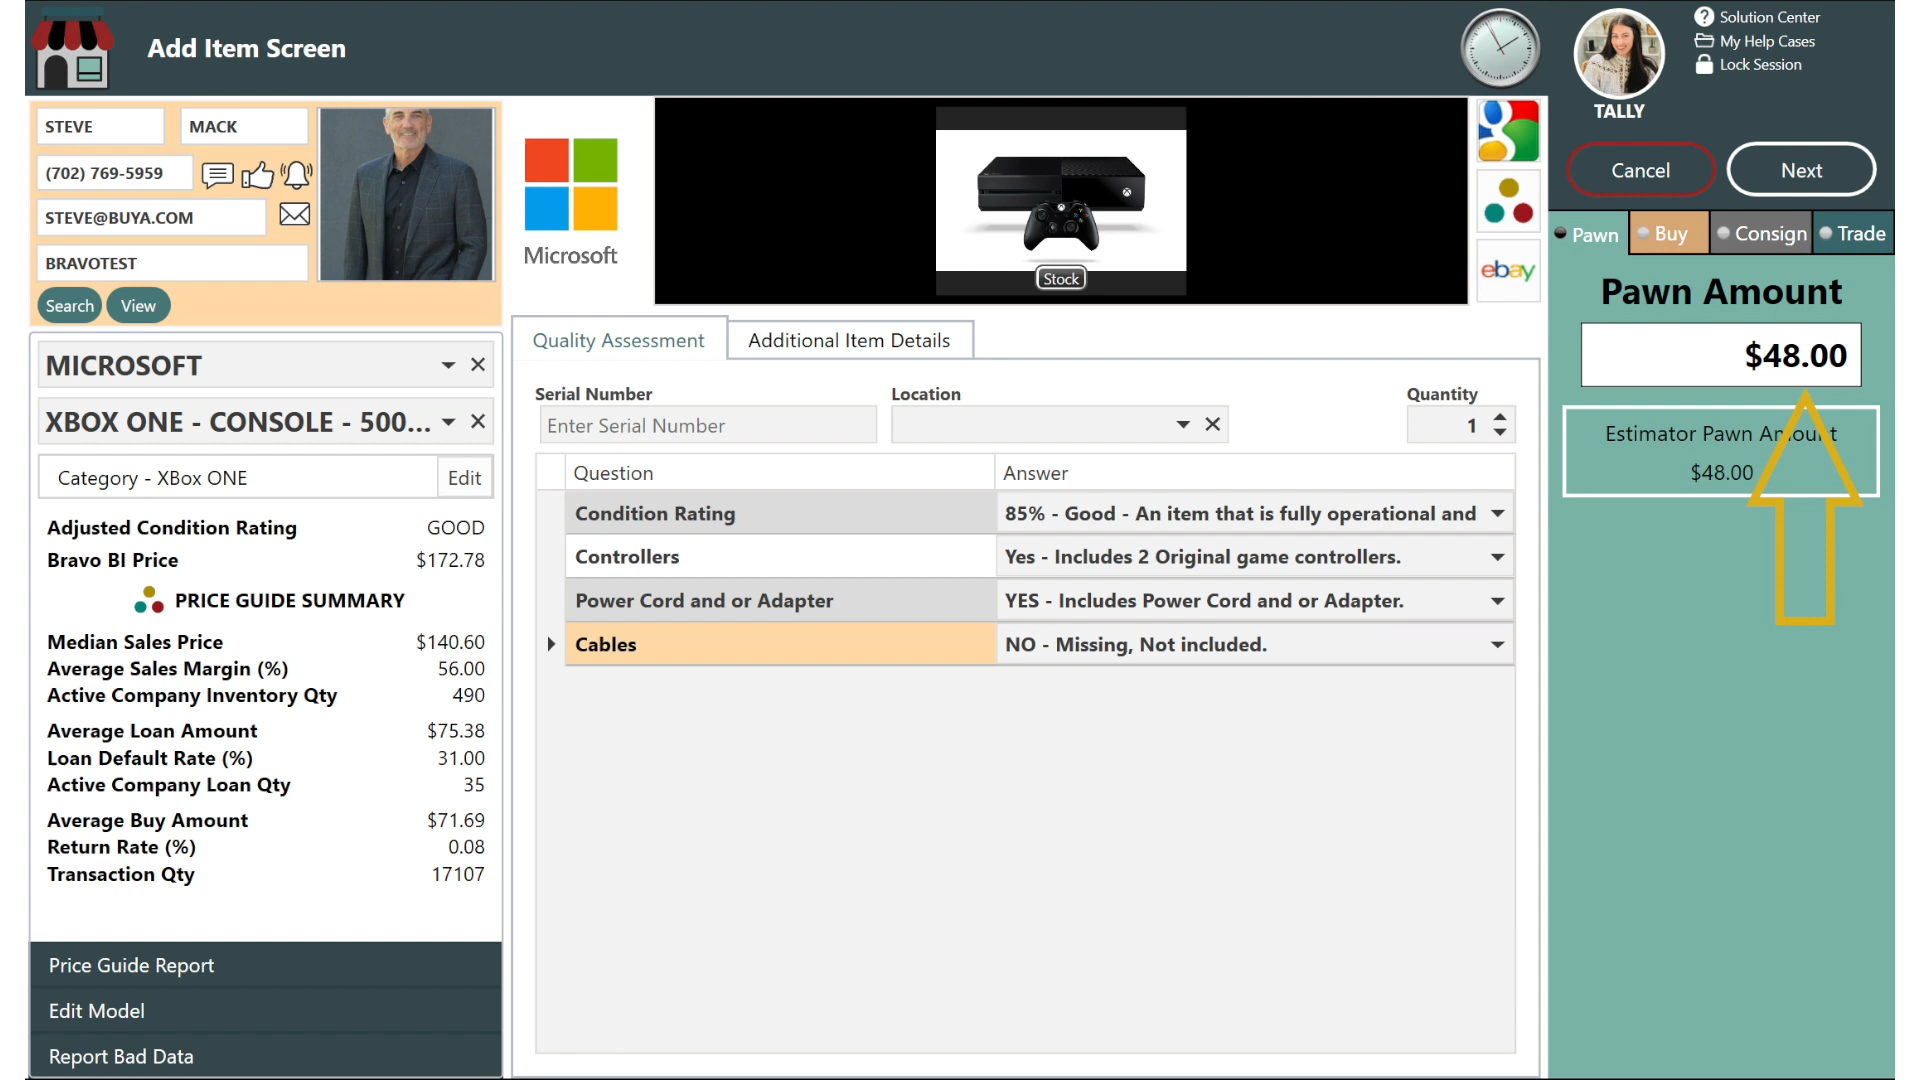 Add Item Screen
Solution Center
My Help Cases
Lock Session
TALLY
STEVE
MACK
(702) 769-5959
STEVE@BUYA.COM
BRAVOTEST
Search
View
Microsoft
Stock
ebay
Cancel
Next
Pawn
Buy
Consign
Trade
Pawn Amount
$48.00
Estimator Pawn Amount
$48.00
MICROSOFT
XBOX ONE - CONSOLE - 500...
Category - XBox ONE
Edit
Adjusted Condition Rating GOOD
Bravo BI Price $172.78
PRICE GUIDE SUMMARY
Median Sales Price $140.60
Average Sales Margin (%) 56.00
Active Company Inventory Qty 490
Average Loan Amount $75.38
Loan Default Rate (%) 31.00
Active Company Loan Qty 35
Average Buy Amount $71.69
Return Rate (%) 0.08
Transaction Qty 17107
Price Guide Report
Edit Model
Report Bad Data
Quality Assessment
Additional Item Details
Serial Number
Enter Serial Number
Location
Quantity
1
Question Answer
Condition Rating 85% - Good - An item that is fully operational and
Controllers Yes - Includes 2 Original game controllers.
Power Cord and or Adapter YES - Includes Power Cord and or Adapter.
Cables NO - Missing, Not included.